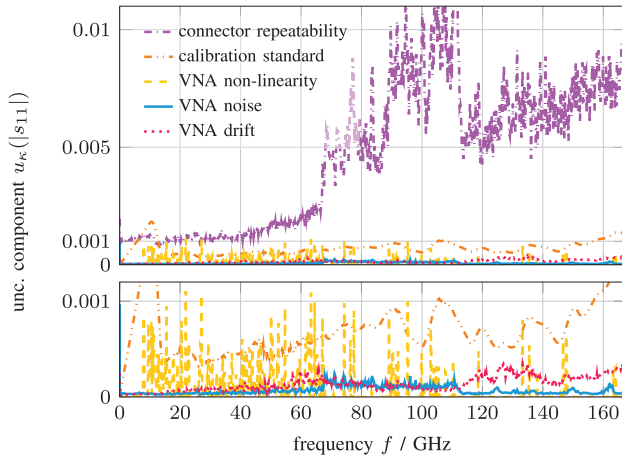 0.01
connector repeatability
calibration standard
VNA non-linearity
VNA noise
VNA drift
0.005
0.001
0
unc. component u_κ(|s_11|)
0.001
0
0 20 40 60 80 100 120 140 160
frequency f / GHz